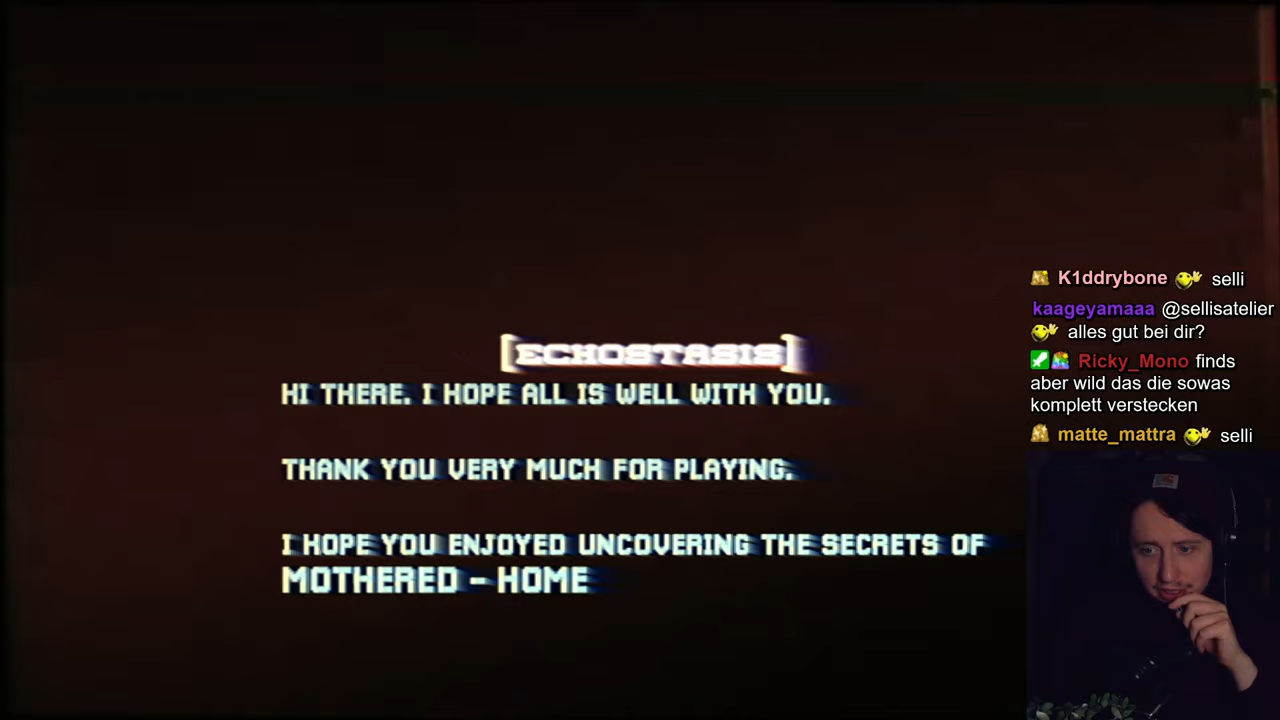 [ECHOSTASIS]
HI THERE. I HOPE ALL IS WELL WITH YOU.
THANK YOU VERY MUCH FOR PLAYING.
I HOPE YOU ENJOYED UNCOVERING THE SECRETS OF
MOTHERED - HOME
K1ddrybone selli
kaageyamaaa @sellisatelier
alles gut bei dir?
Ricky_Mono finds
aber wild das die sowas
komplett verstecken
matte_mattra selli